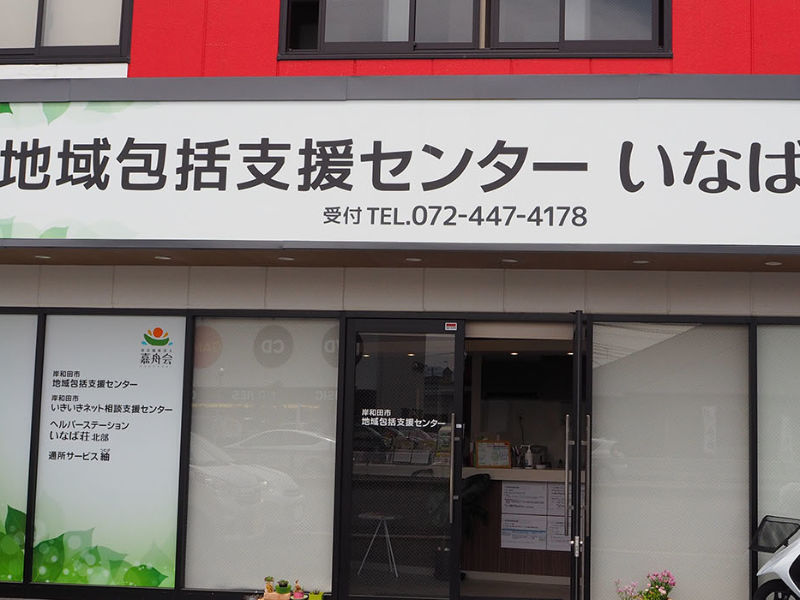 地域包括支援センター いなば
受付 TEL.072-447-4178
嘉舟会
岸和田市
地域包括支援センター
岸和田市
いきいきネット相談支援センター
ヘルパーステーション
いなば荘 北部
通所サービス 紬
つむぎ
CD
岸和田市
地域包括支援センター